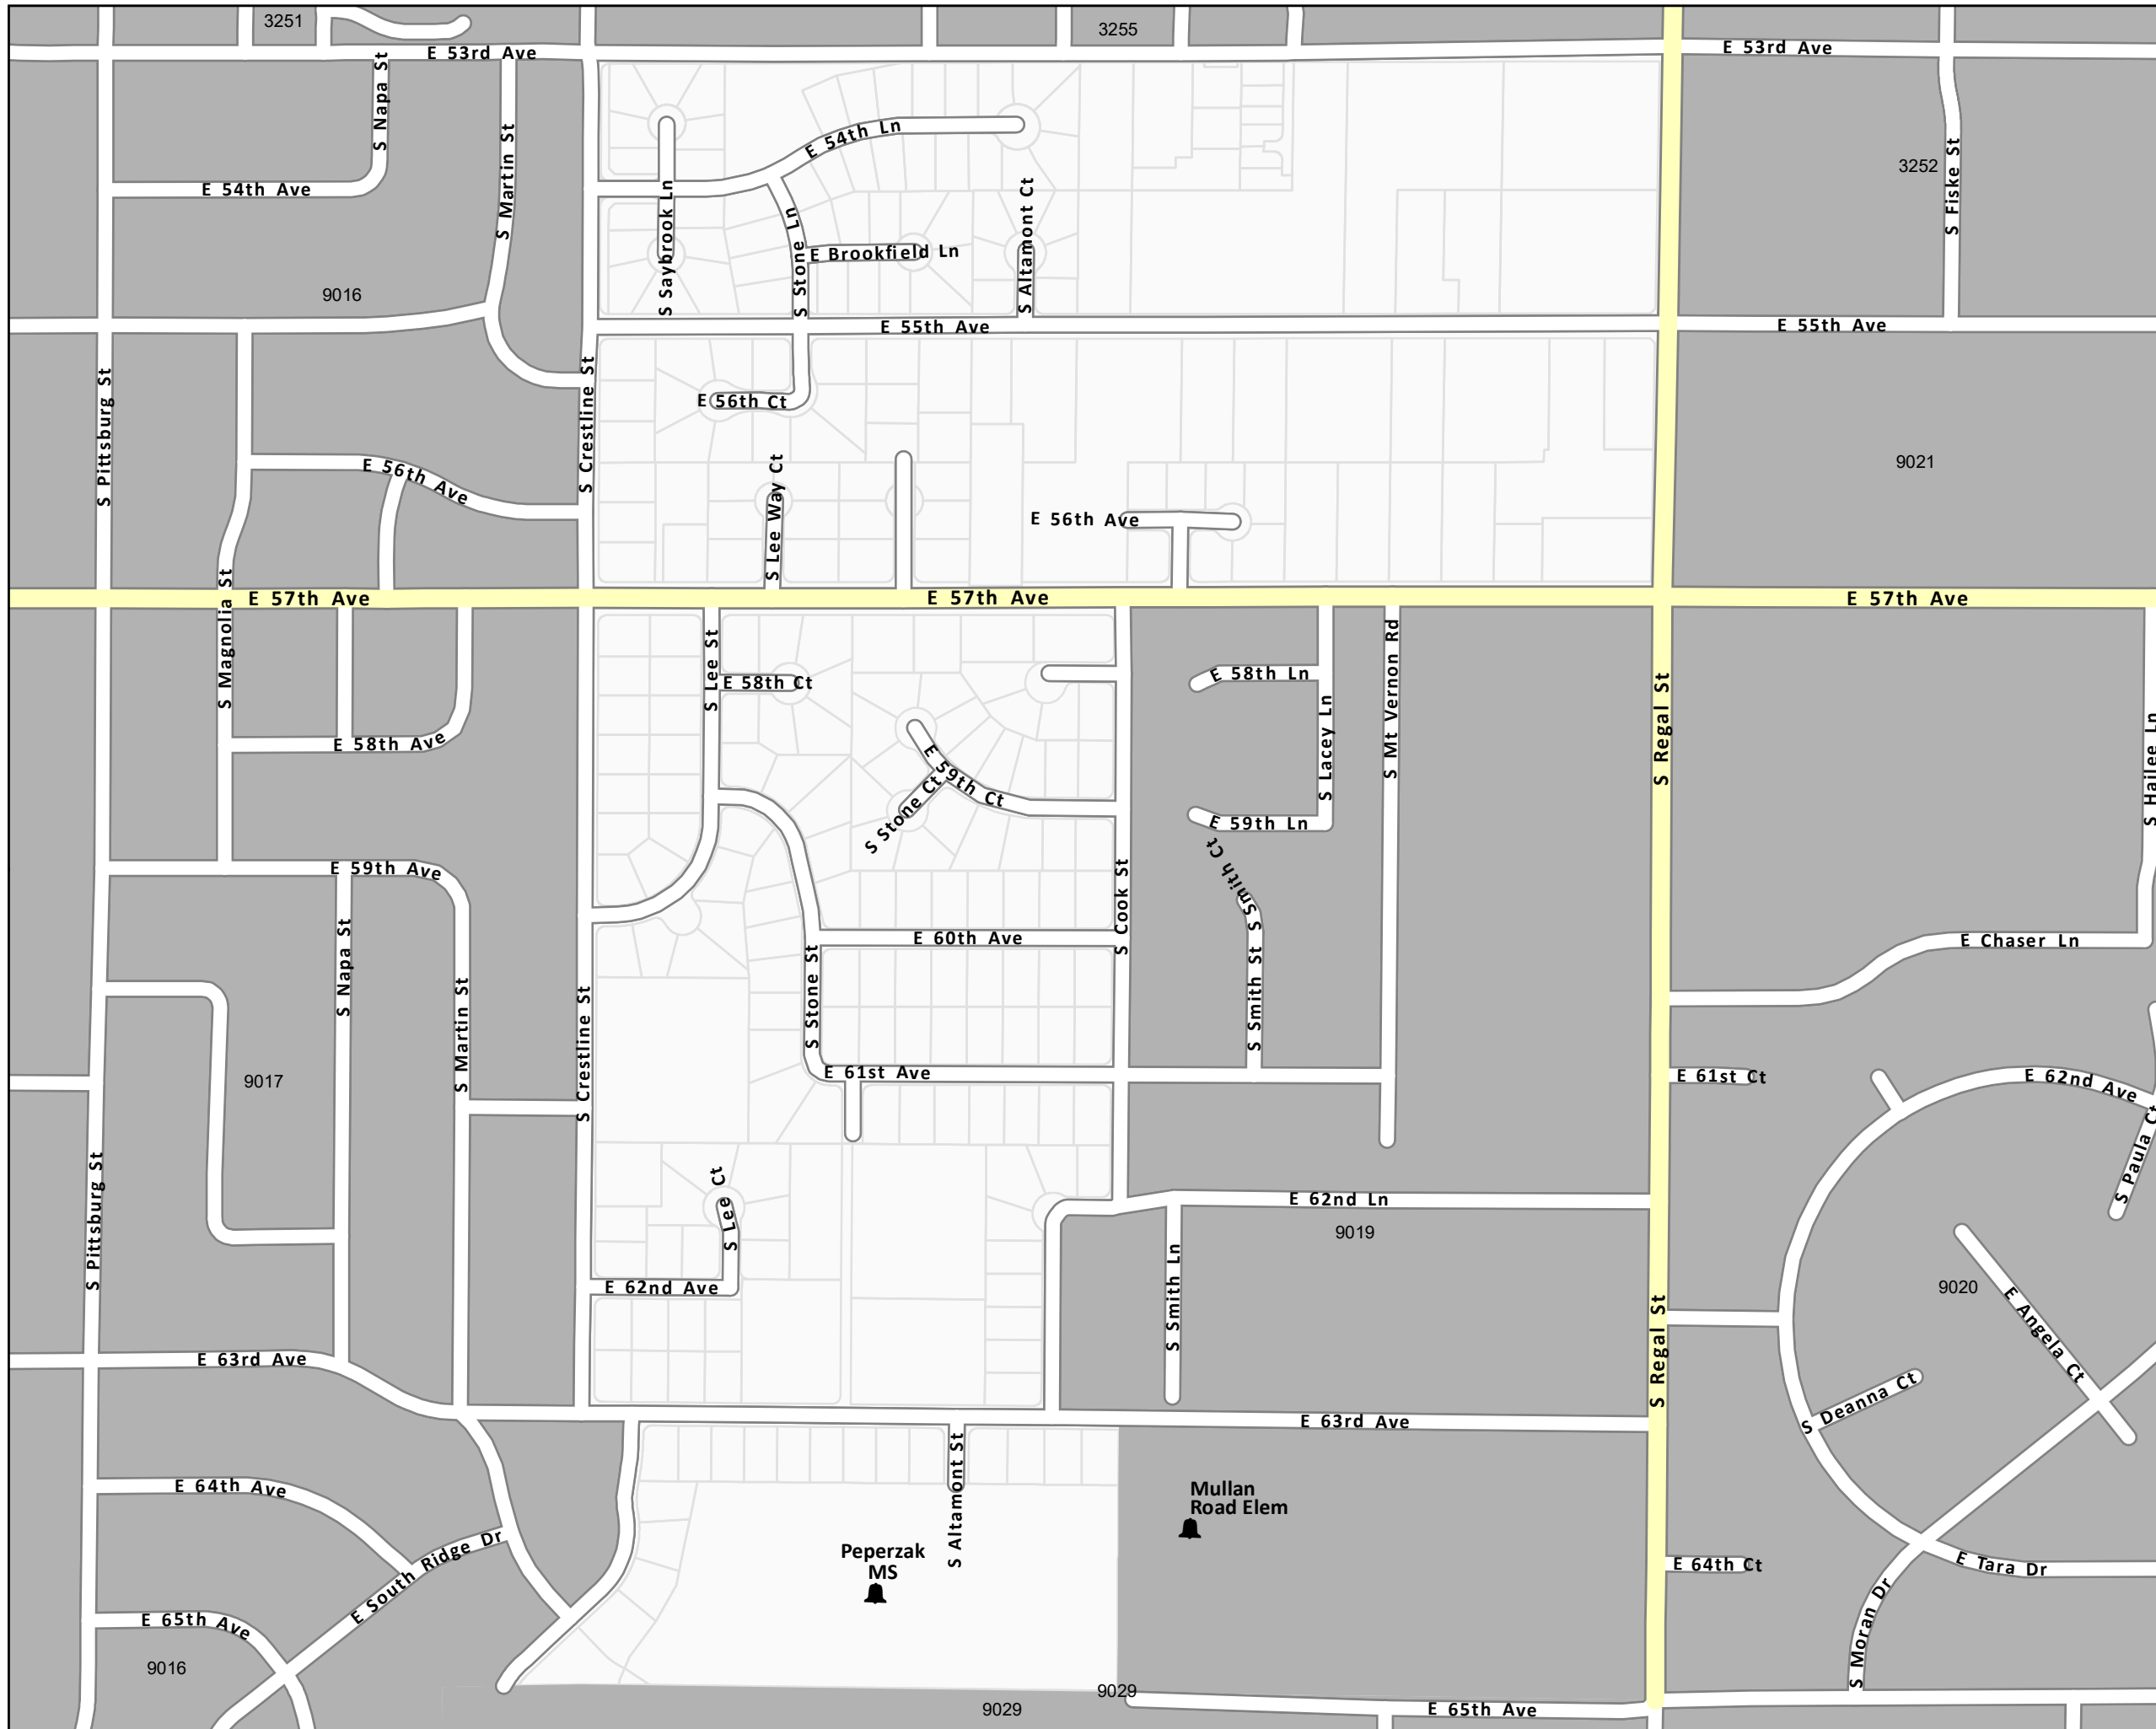 3251
3255
E 53rd Ave
E 53rd Ave
S Napa St
S Martin St
E 54th Ln
3252
S Fiske St
E 54th Ave
S Saybrook Ln
S Stone Ln
E Brookfield Ln
S Altamont Ct
9016
E 55th Ave
E 55th Ave
S Pittsburg St
S Crestline St
E 56th Ct
E 56th Ave
S Lee Way Ct
9021
E 56th Ave
E 57th Ave
E 57th Ave
E 57th Ave
S Magnolia St
S Lee St
E 58th Ct
E 58th Ln
S Mt Vernon Rd
S Lacey Ln
S Regal St
S Hailee Ln
E 58th Ave
E 59th Ct
S Stone Ct
E 59th Ln
S Smith Ct
E 59th Ave
S Cook St
S Napa St
E 60th Ave
E Chaser Ln
S Stone St
S Smith St
S Martin St
S Crestline St
9017
E 61st Ave
E 61st Ct
E 62nd Ave
S Paula Ct
S Pittsburg St
S Lee Ct
E 62nd Ln
9019
S Smith Ln
E 62nd Ave
9020
E Angela Ct
S Regal St
E 63rd Ave
S Deanna Ct
E 63rd Ave
E 64th Ave
S Altamont St
Mullan
Road Elem
Peperzak
MS
E South Ridge Dr
E 64th Ct
E Tara Dr
E 65th Ave
S Moran Dr
9016
9029
9029
E 65th Ave